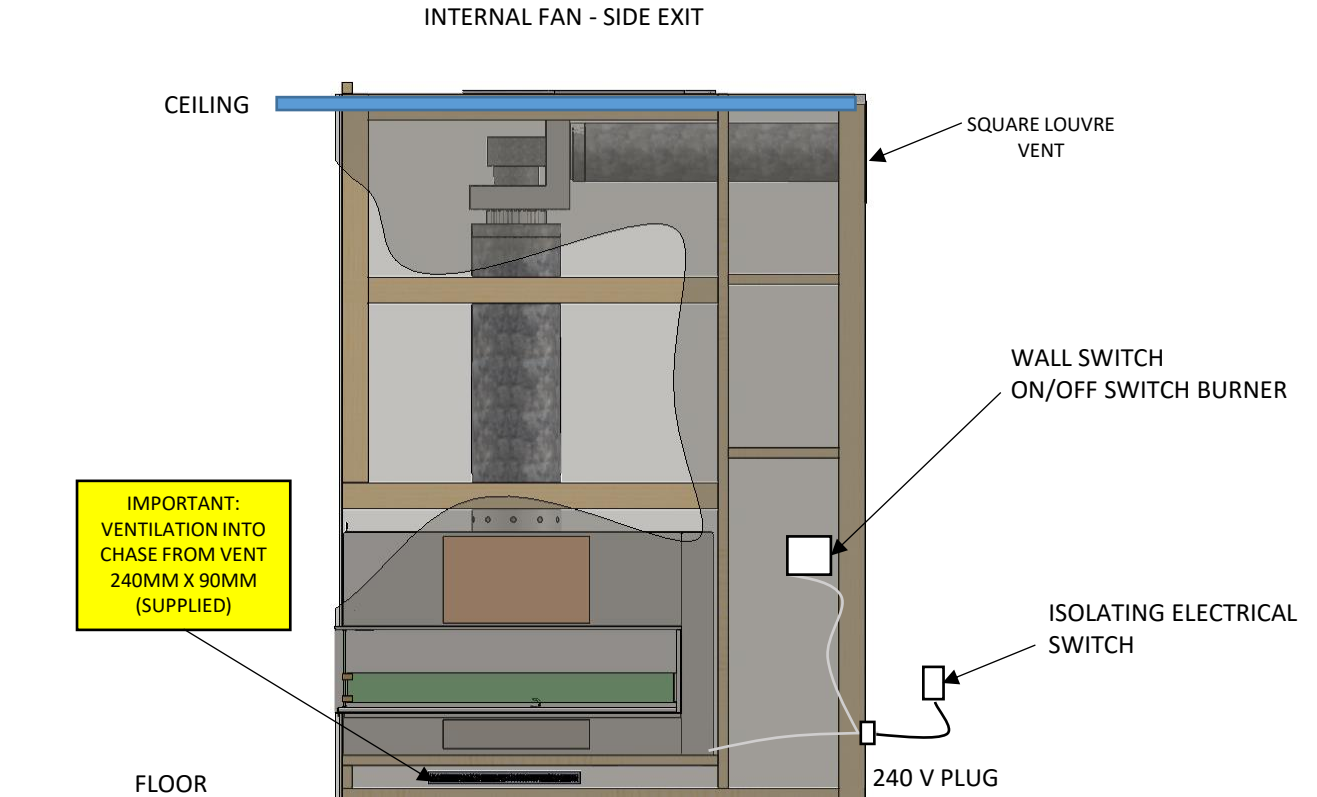 INTERNAL FAN - SIDE EXIT
CEILING
SQUARE LOUVRE
VENT
WALL SWITCH
ON/OFF SWITCH BURNER
IMPORTANT:
VENTILATION INTO
CHASE FROM VENT
240MM X 90MM
(SUPPLIED)
ISOLATING ELECTRICAL
SWITCH
FLOOR
240 V PLUG